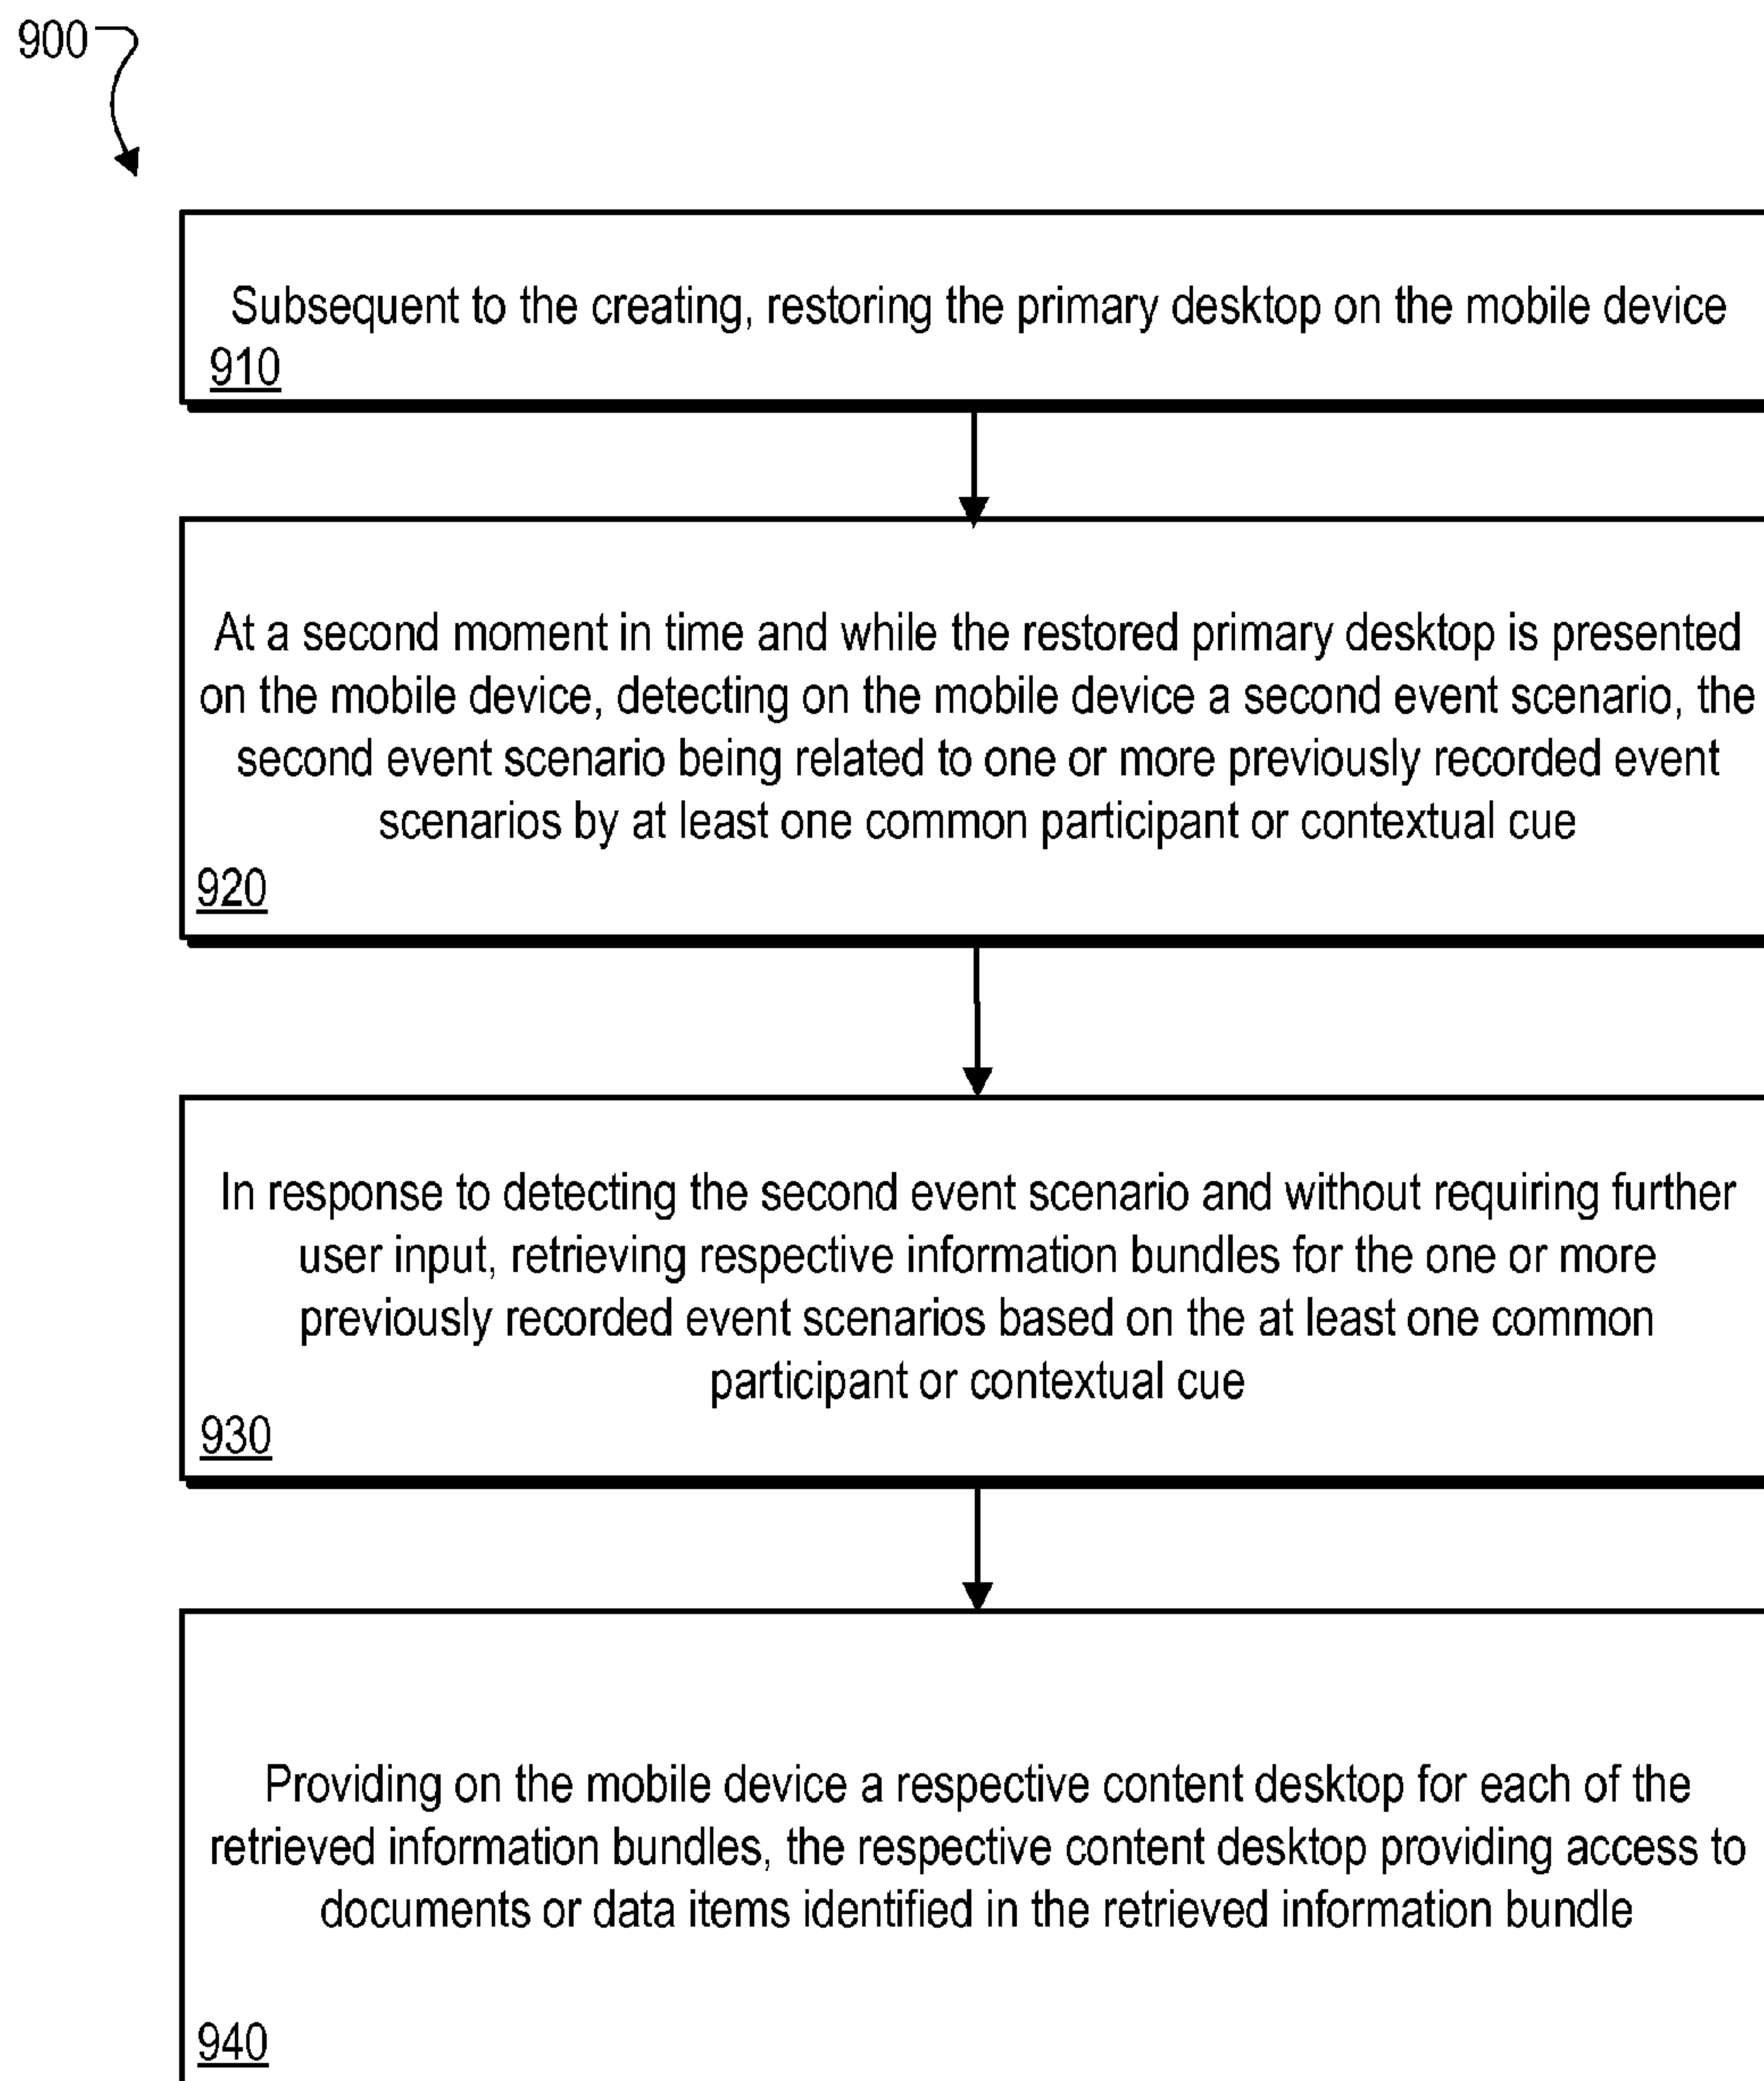 900
Subsequent to the creating, restoring the primary desktop on the mobile device
910
At a second moment in time and while the restored primary desktop is presented
on the mobile device, detecting on the mobile device a second event scenario, the
second event scenario being related to one or more previously recorded event
scenarios by at least one common participant or contextual cue
920
In response to detecting the second event scenario and without requiring further
user input, retrieving respective information bundles for the one or more
previously recorded event scenarios based on the at least one common
participant or contextual cue
930
Providing on the mobile device a respective content desktop for each of the
retrieved information bundles, the respective content desktop providing access to
documents or data items identified in the retrieved information bundle
940